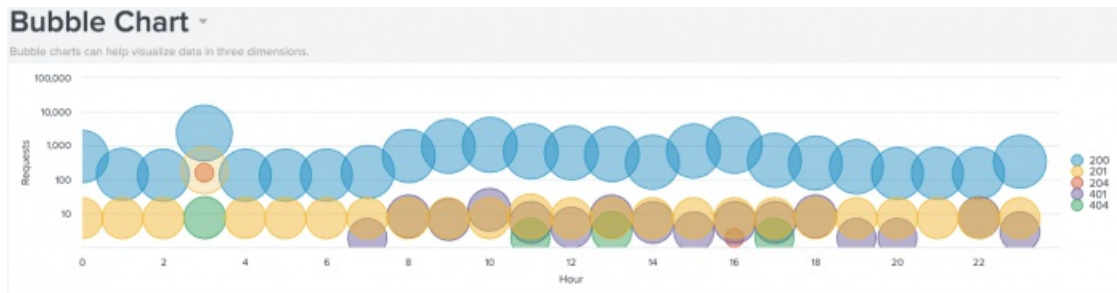 Bubble Chart
Bubble charts can help visualize data in three dimensions.
100,000
10,000
1,000
100
10
Requests
0 2 4 6 8 10 12 14 16 18 20 22
Hour
200
201
204
401
404